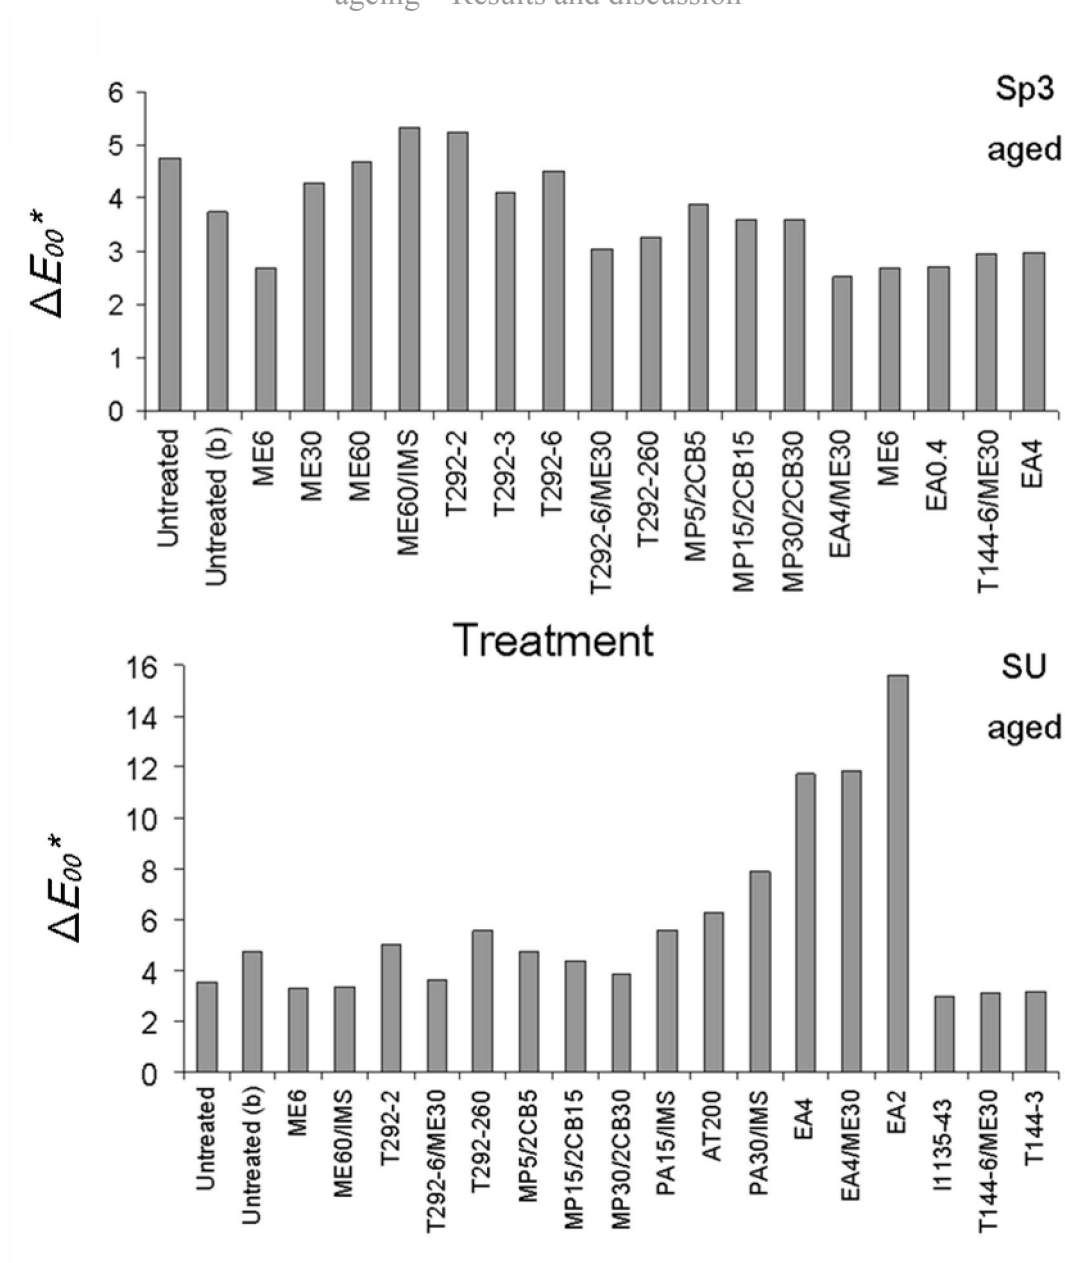 ageing – Results and discussion
Sp3
aged
ΔE00*
6
5
4
3
2
1
0
Untreated
Untreated (b)
ME6
ME30
ME60
ME60/IMS
T292-2
T292-3
T292-6
T292-6/ME30
T292-260
MP5/2CB5
MP15/2CB15
MP30/2CB30
EA4/ME30
ME6
EA0.4
T144-6/ME30
EA4
Treatment
SU
aged
ΔE00*
16
14
12
10
8
6
4
2
0
Untreated
Untreated (b)
ME6
ME60/IMS
T292-2
T292-6/ME30
T292-260
MP5/2CB5
MP15/2CB15
MP30/2CB30
PA15/IMS
AT200
PA30/IMS
EA4
EA4/ME30
EA2
I1135-43
T144-6/ME30
T144-3